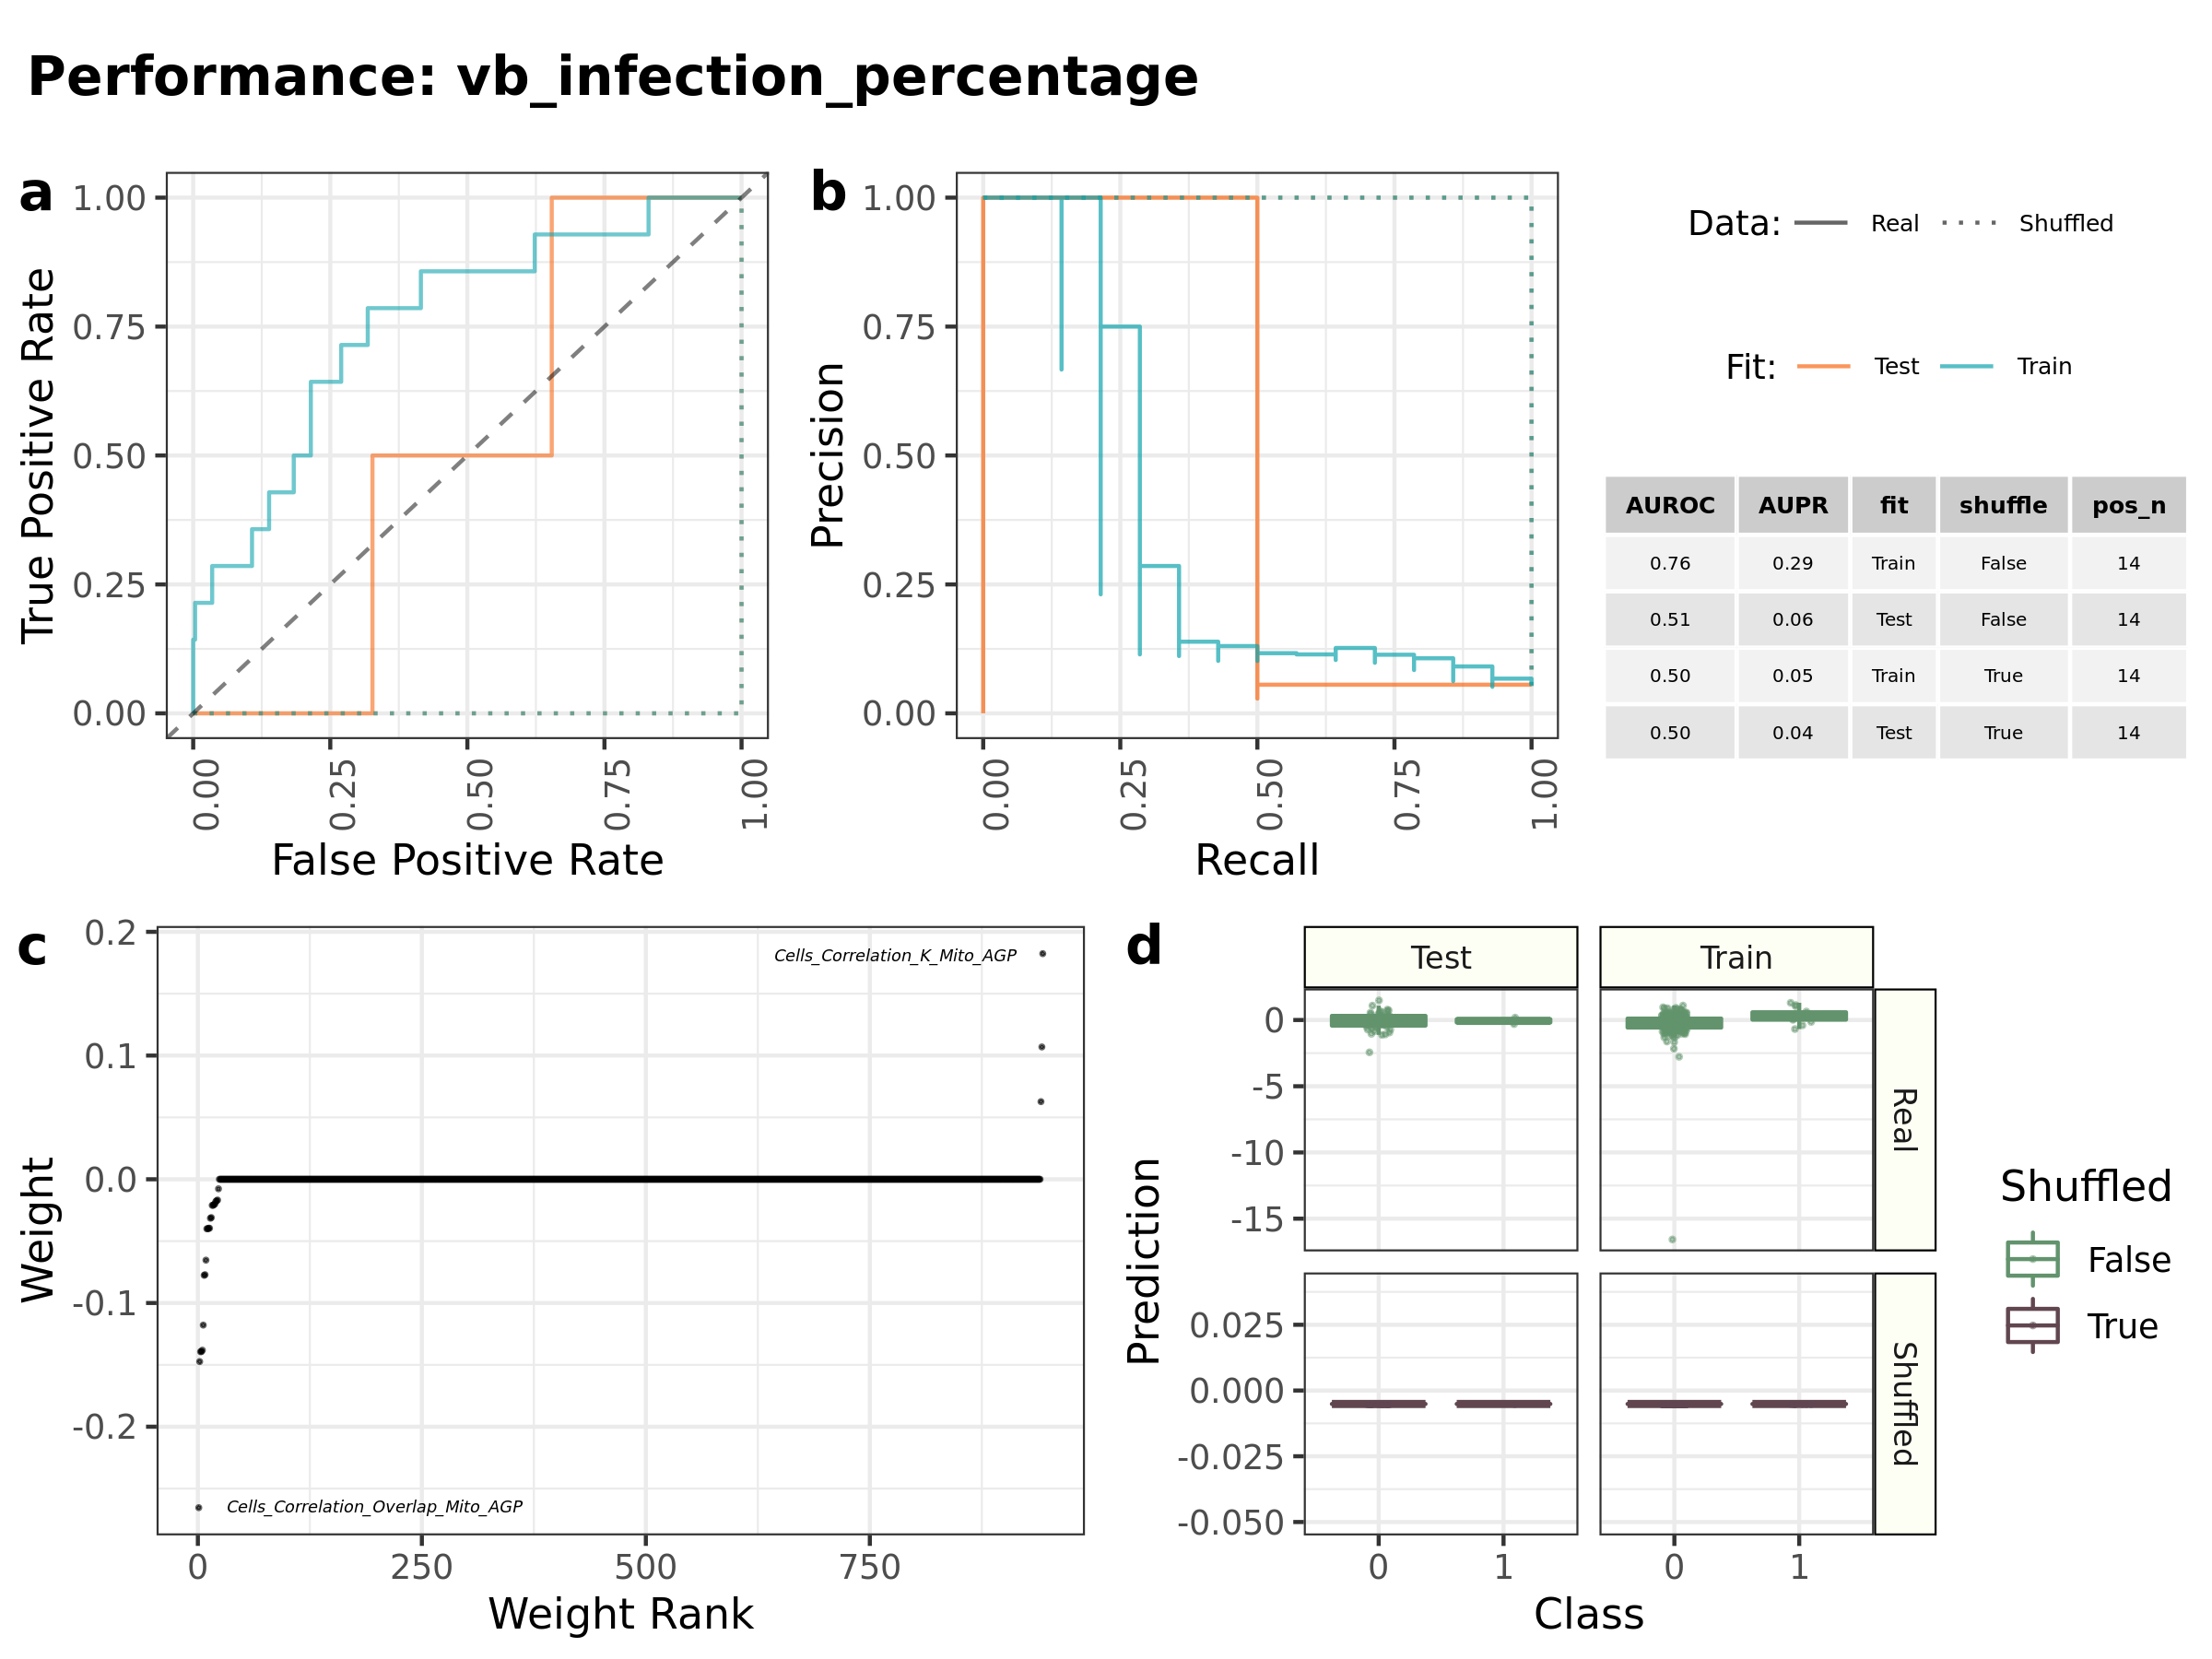 Performance: vb_infection_percentage
a
1.00
0.75
0.50
0.25
0.00
True Positive Rate
0.00
0.25
0.50
0.75
1.00
False Positive Rate
b
1.00
0.75
0.50
0.25
0.00
Precision
0.00
0.25
0.50
0.75
1.00
Recall
Data: Real Shuffled
Fit: Test Train
AUROC AUPR fit shuffle pos_n
0.76 0.29 Train False 14
0.51 0.06 Test False 14
0.50 0.05 Train True 14
0.50 0.04 Test True 14
c
0.2
0.1
0.0
-0.1
-0.2
Weight
Cells_Correlation_K_Mito_AGP
Cells_Correlation_Overlap_Mito_AGP
0 250 500 750
Weight Rank
d
Test Train
0
-5
-10
-15
Real
Prediction
0.025
0.000
-0.025
-0.050
Shuffled
0 1 0 1
Class
Shuffled
False
True